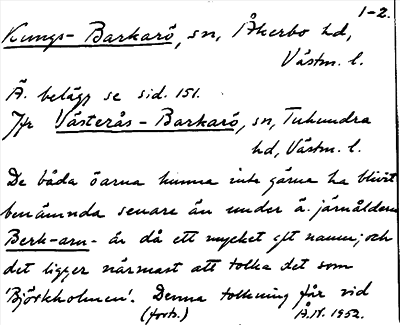 1-2.
Kungs-Barkarö, sn, Åkerbo hd,
Västm. l.
Ä. belägg se sid. 151.
Jfr Västerås-Barkarö, sn, Tuhundra
hd, Västm. l.
De båda öarna kunna inte gärna ha blivit
benämnda senare än under ä. järnåldern
Berk-arn- är då ett mycket gott namn; och
det ligger närmast att tolka det som
'Björkholmen'. Denna tolkning får vid
(forts.) 1952.